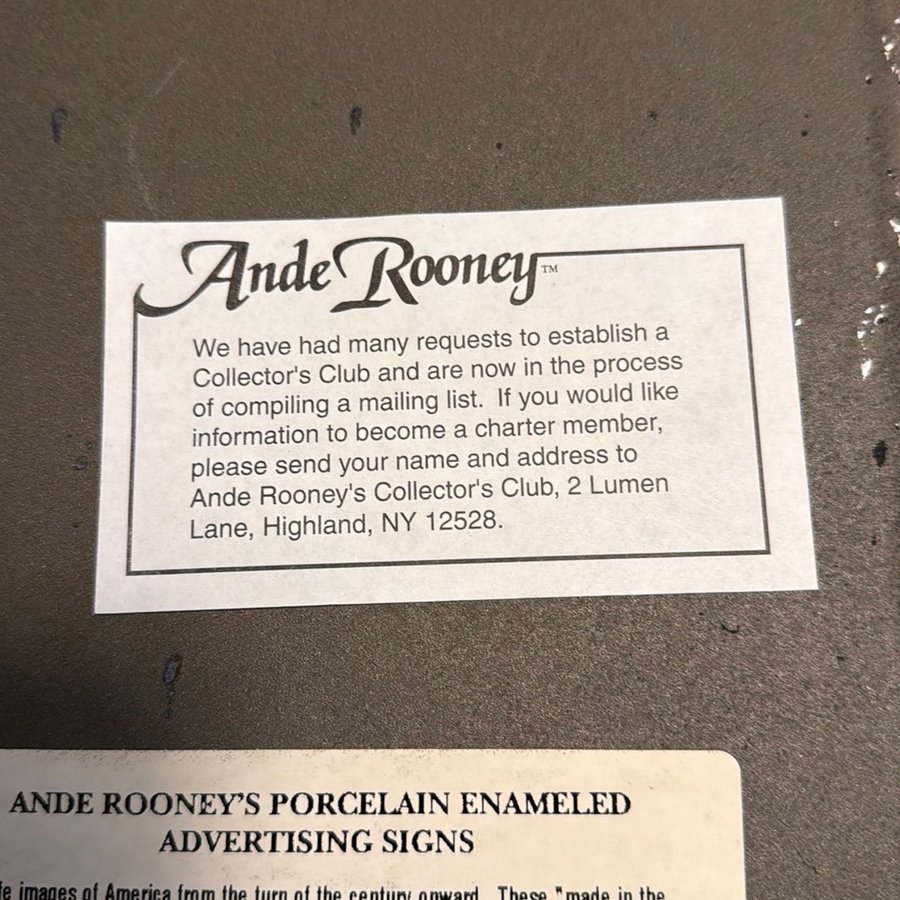 Ande Rooney™
We have had many requests to establish a
Collector's Club and are now in the process
of compiling a mailing list. If you would like
information to become a charter member,
please send your name and address to
Ande Rooney's Collector's Club, 2 Lumen
Lane, Highland, NY 12528.
ANDE ROONEY'S PORCELAIN ENAMELED
ADVERTISING SIGNS
images of America from the turn of the century onward. These "made in the